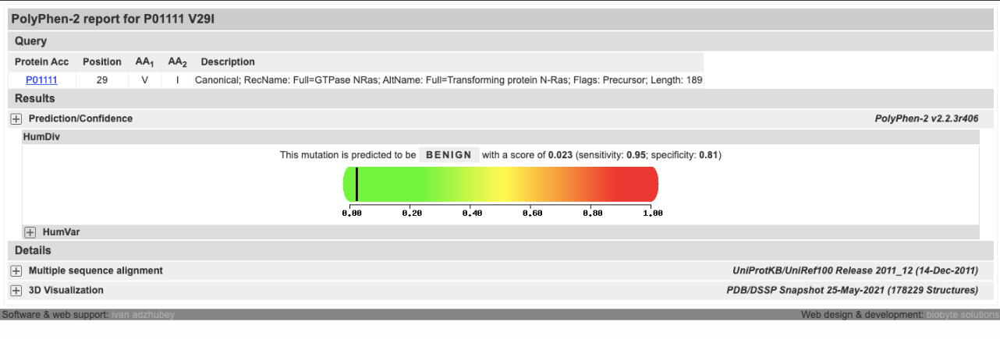 PolyPhen-2 report for P01111 V29I
Query
Protein Acc Position AA1 AA2 Description
P01111 29 V I Canonical; RecName: Full=GTPase NRas; AltName: Full=Transforming protein N-Ras; Flags: Precursor; Length: 189
Results
Prediction/Confidence PolyPhen-2 v2.2.3r406
HumDiv
This mutation is predicted to be BENIGN with a score of 0.023 (sensitivity: 0.95; specificity: 0.81)
0.00 0.20 0.40 0.60 0.80 1.00
HumVar
Details
Multiple sequence alignment UniProtKB/UniRef100 Release 2011_12 (14-Dec-2011)
3D Visualization PDB/DSSP Snapshot 25-May-2021 (178229 Structures)
Software & web support: ivan adzhubey Web design & development: biobyte solutions